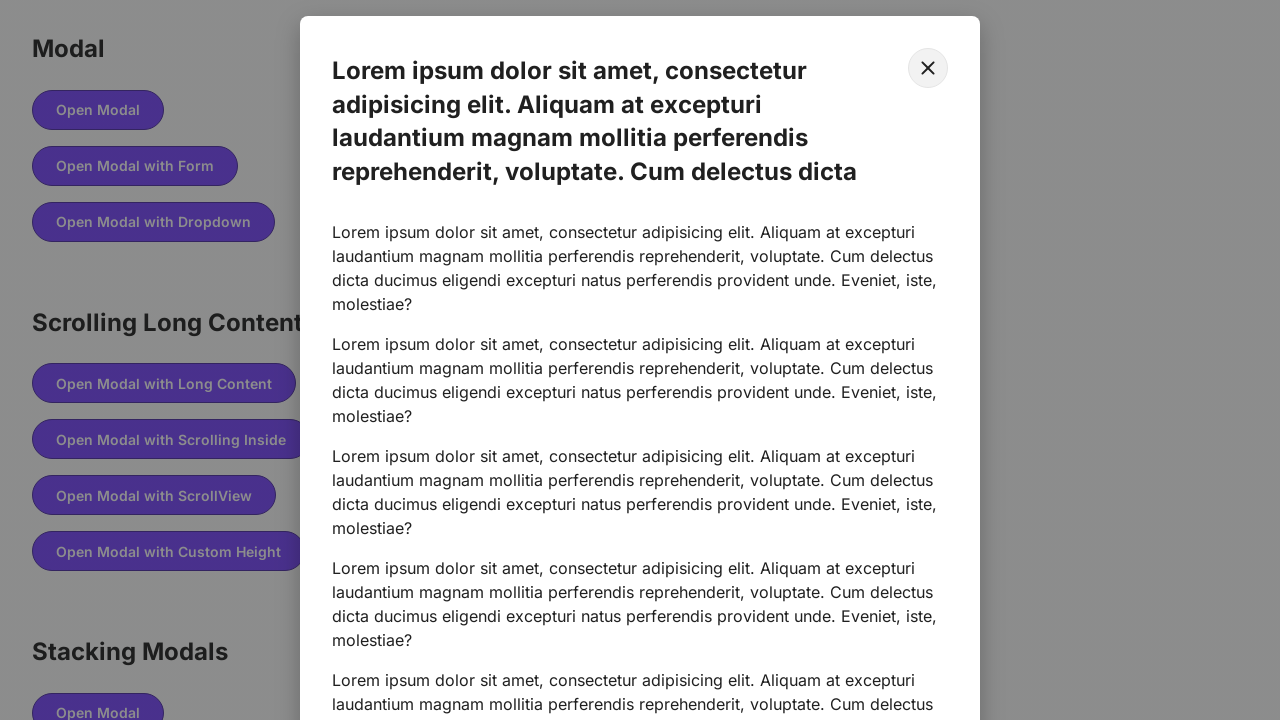 Modal
Open Modal
Open Modal with Form
Open Modal with Dropdown
Scrolling Long Content
Open Modal with Long Content
Open Modal with Scrolling Inside
Open Modal with ScrollView
Open Modal with Custom Height
Stacking Modals
Open Modal
Lorem ipsum dolor sit amet, consectetur
adipisicing elit. Aliquam at excepturi
laudantium magnam mollitia perferendis
reprehenderit, voluptate. Cum delectus dicta
Lorem ipsum dolor sit amet, consectetur adipisicing elit. Aliquam at excepturi
laudantium magnam mollitia perferendis reprehenderit, voluptate. Cum delectus
dicta ducimus eligendi excepturi natus perferendis provident unde. Eveniet, iste,
molestiae?
Lorem ipsum dolor sit amet, consectetur adipisicing elit. Aliquam at excepturi
laudantium magnam mollitia perferendis reprehenderit, voluptate. Cum delectus
dicta ducimus eligendi excepturi natus perferendis provident unde. Eveniet, iste,
molestiae?
Lorem ipsum dolor sit amet, consectetur adipisicing elit. Aliquam at excepturi
laudantium magnam mollitia perferendis reprehenderit, voluptate. Cum delectus
dicta ducimus eligendi excepturi natus perferendis provident unde. Eveniet, iste,
molestiae?
Lorem ipsum dolor sit amet, consectetur adipisicing elit. Aliquam at excepturi
laudantium magnam mollitia perferendis reprehenderit, voluptate. Cum delectus
dicta ducimus eligendi excepturi natus perferendis provident unde. Eveniet, iste,
molestiae?
Lorem ipsum dolor sit amet, consectetur adipisicing elit. Aliquam at excepturi
laudantium magnam mollitia perferendis reprehenderit, voluptate. Cum delectus